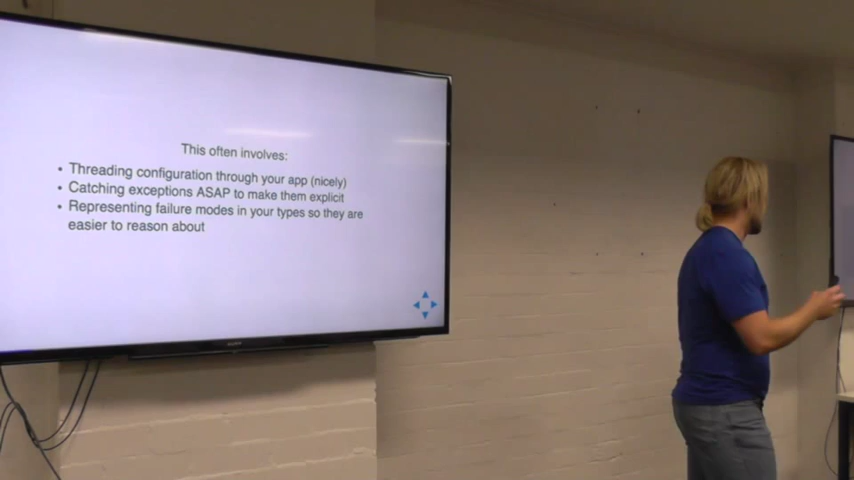 This often involves:
• Threading configuration through your app (nicely)
• Catching exceptions ASAP to make them explicit
• Representing failure modes in your types so they are
easier to reason about